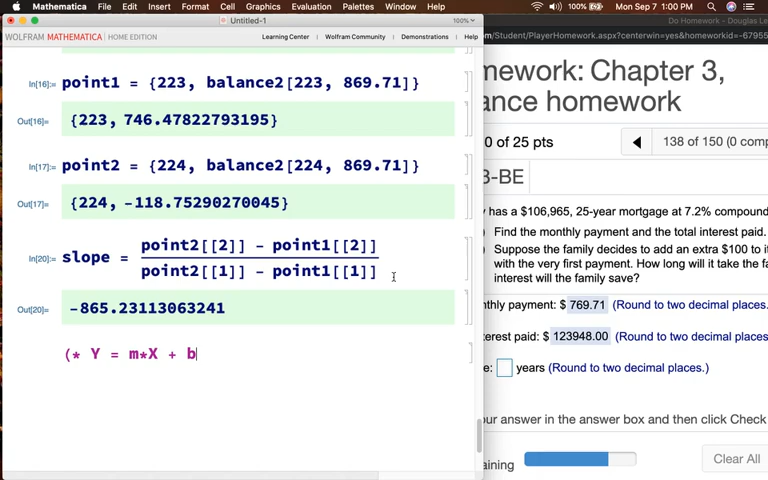 Mathematica File Edit Insert Format Cell Graphics Evaluation Palettes Window Help 100% Mon Sep 7 1:00 PM
Untitled-1 100%
WOLFRAM MATHEMATICA | HOME EDITION Learning Center | Wolfram Community | Demonstrations | Help
In[16]:= point1 = {223, balance2[223, 869.71]}
Out[16]= {223, 746.47822793195}
In[17]:= point2 = {224, balance2[224, 869.71]}
Out[17]= {224, -118.75290270045}
point2[[2]] - point1[[2]]
In[20]:= slope =
point2[[1]] - point1[[1]]
Out[20]= -865.23113063241
(* Y = m*X + b
Do Homework - Douglas Le
com/Student/PlayerHomework.aspx?centerwin=yes&homeworkid=-67955
mework: Chapter 3,
ance homework
0 of 25 pts 138 of 150 (0 comp
3-BE
y has a $106,965, 25-year mortgage at 7.2% compound
Find the monthly payment and the total interest paid.
Suppose the family decides to add an extra $100 to it
with the very first payment. How long will it take the fa
interest will the family save?
nthly payment: $ 769.71 (Round to two decimal places.
terest paid: $ 123948.00 (Round to two decimal places
e: years (Round to two decimal places.)
our answer in the answer box and then click Check
aining Clear All